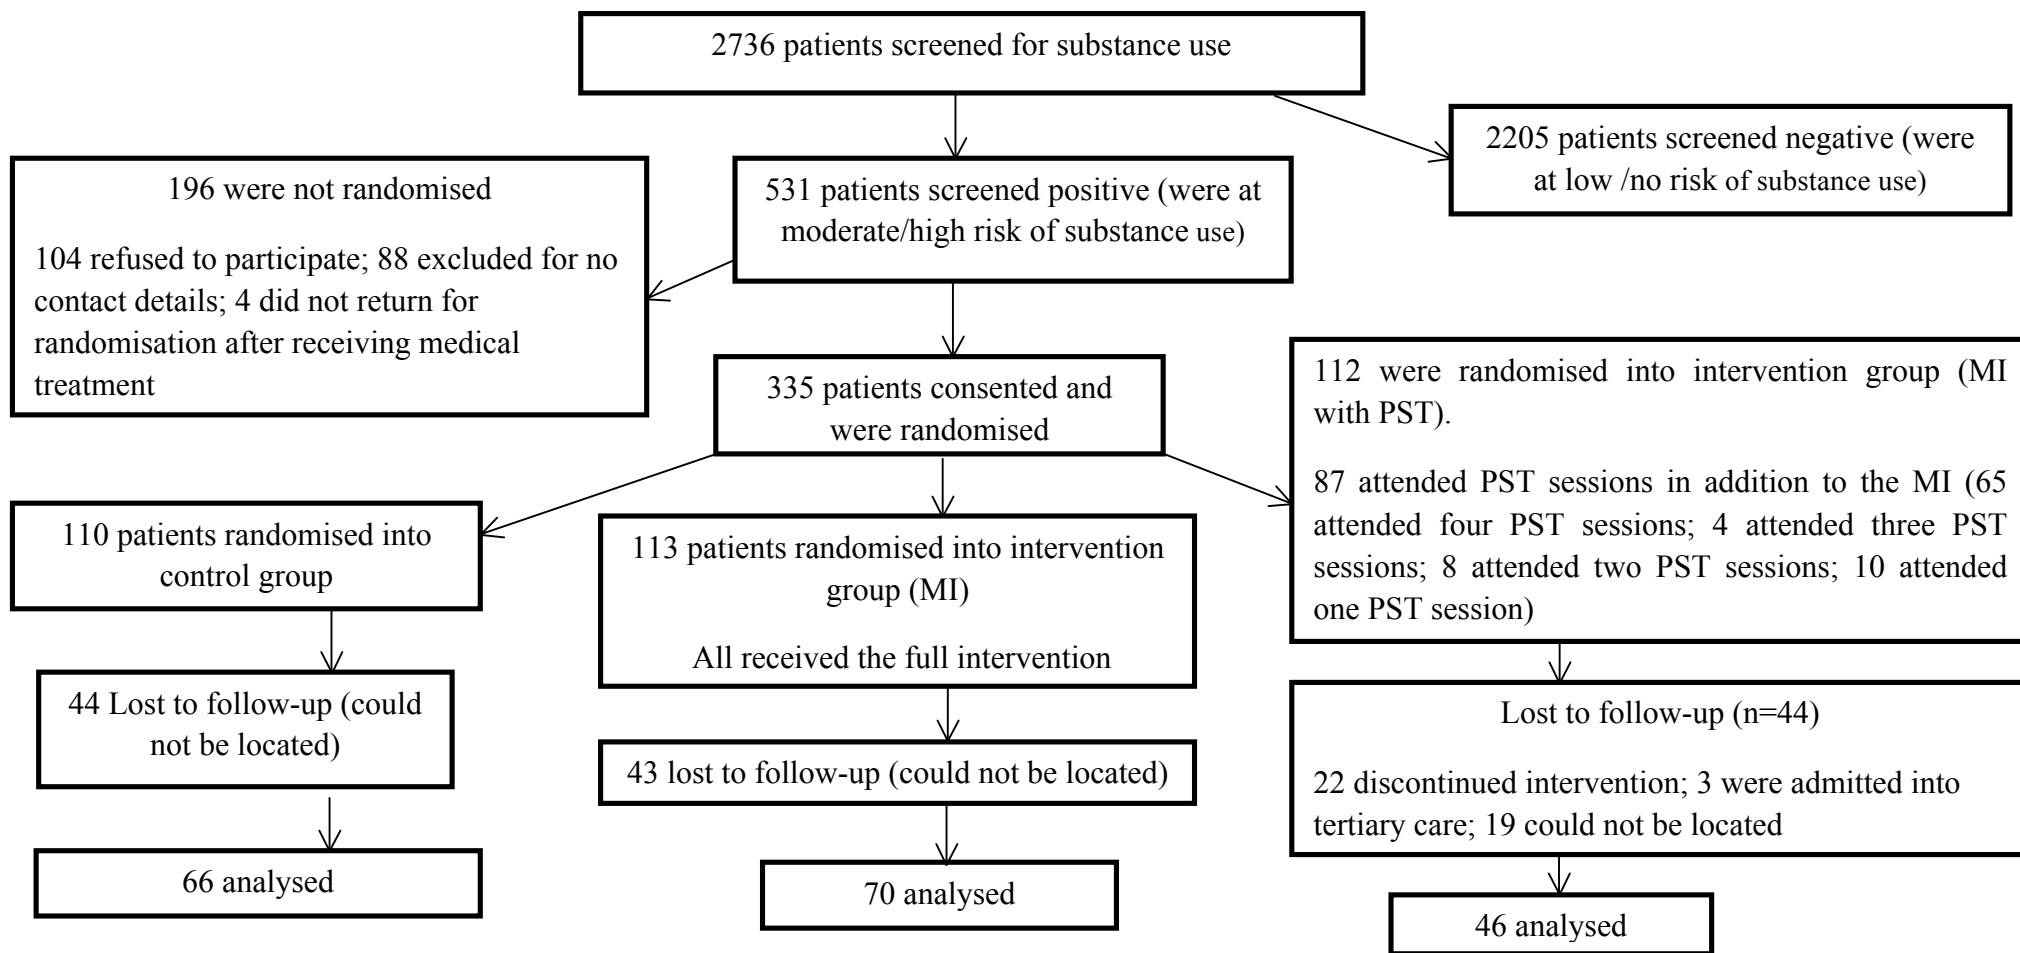 2736 patients screened for substance use
2205 patients screened negative (were
at low /no risk of substance use)
196 were not randomised
104 refused to participate; 88 excluded for no
contact details; 4 did not return for
randomisation after receiving medical
treatment
531 patients screened positive (were at
moderate/high risk of substance use)
335 patients consented and
were randomised
112 were randomised into intervention group (MI
with PST).
87 attended PST sessions in addition to the MI (65
attended four PST sessions; 4 attended three PST
sessions; 8 attended two PST sessions; 10 attended
one PST session)
110 patients randomised into
control group
113 patients randomised into intervention
group (MI)
All received the full intervention
44 Lost to follow-up (could
not be located)
43 lost to follow-up (could not be located)
Lost to follow-up (n=44)
22 discontinued intervention; 3 were admitted into
tertiary care; 19 could not be located
66 analysed
70 analysed
46 analysed